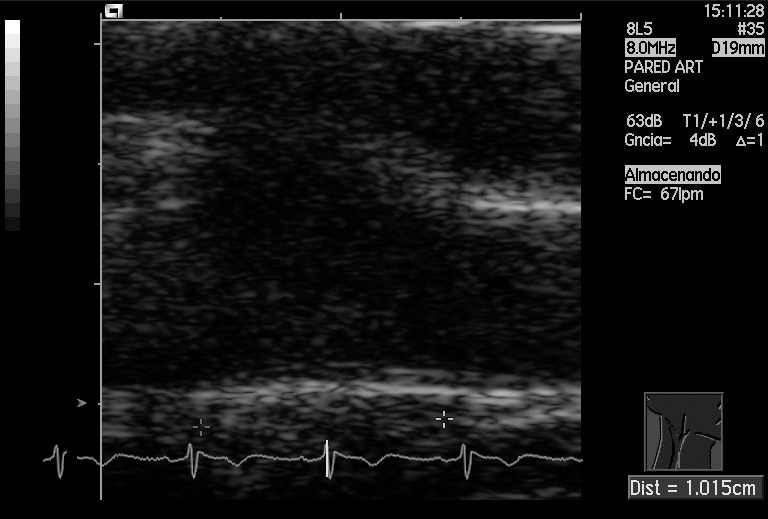 15:11:28
8L5 #35
8.0MHz D19mm
PARED ART
General
63dB T1/+1/3/ 6
Gncia= 4dB Δ=1
Almacenando
FC= 67lpm
Dist = 1.015cm